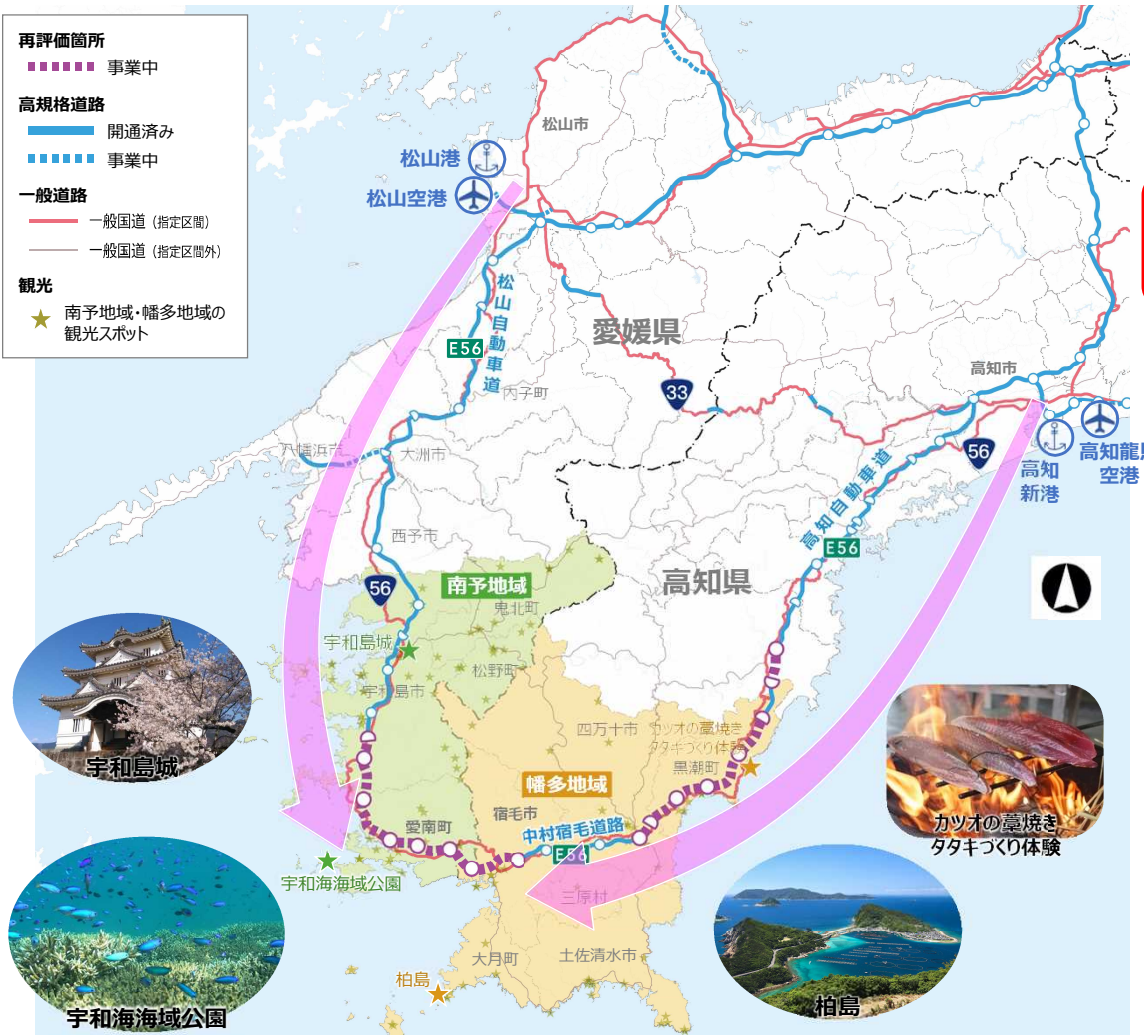 再評価箇所
事業中
高規格道路
開通済み
事業中
一般道路
一般国道 (指定区間)
一般国道 (指定区間外)
観光
南予地域・幡多地域の
観光スポット
松山市
松山港
松山空港
松山自動車道
E56
愛媛県
内子町
33
高知市
八幡浜市
大洲市
56
高知
新港
高知龍馬
空港
高知自動車道
E56
西予市
高知県
56
南予地域
鬼北町
宇和島城
松野町
宇和島市
四万十市
カツオの藁焼き
タタキづくり体験
黒潮町
宇和島城
幡多地域
宿毛市
愛南町
中村宿毛道路
E56
カツオの藁焼き
タタキづくり体験
宇和海海域公園
三原村
大月町
土佐清水市
柏島
柏島
宇和海海域公園